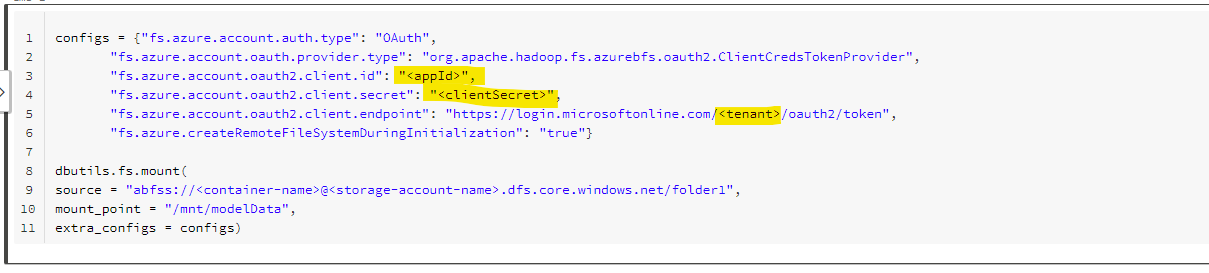 1 configs = {"fs.azure.account.auth.type": "OAuth",
2 "fs.azure.account.oauth.provider.type": "org.apache.hadoop.fs.azurebfs.oauth2.ClientCredsTokenProvider",
3 "fs.azure.account.oauth2.client.id": "<appId>",
4 "fs.azure.account.oauth2.client.secret": "<clientSecret>",
5 "fs.azure.account.oauth2.client.endpoint": "https://login.microsoftonline.com/<tenant>/oauth2/token",
6 "fs.azure.createRemoteFileSystemDuringInitialization": "true"}
7
8 dbutils.fs.mount(
9 source = "abfss://<container-name>@<storage-account-name>.dfs.core.windows.net/folder1",
10 mount_point = "/mnt/modelData",
11 extra_configs = configs)